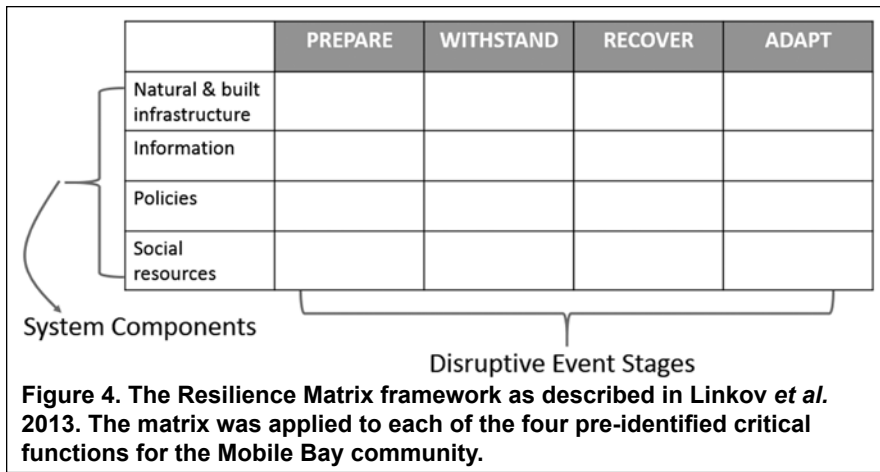 PREPARE WITHSTAND RECOVER ADAPT
Natural & built
infrastructure
Information
Policies
Social
resources
System Components
Disruptive Event Stages
Figure 4. The Resilience Matrix framework as described in Linkov et al.
2013. The matrix was applied to each of the four pre-identified critical
functions for the Mobile Bay community.